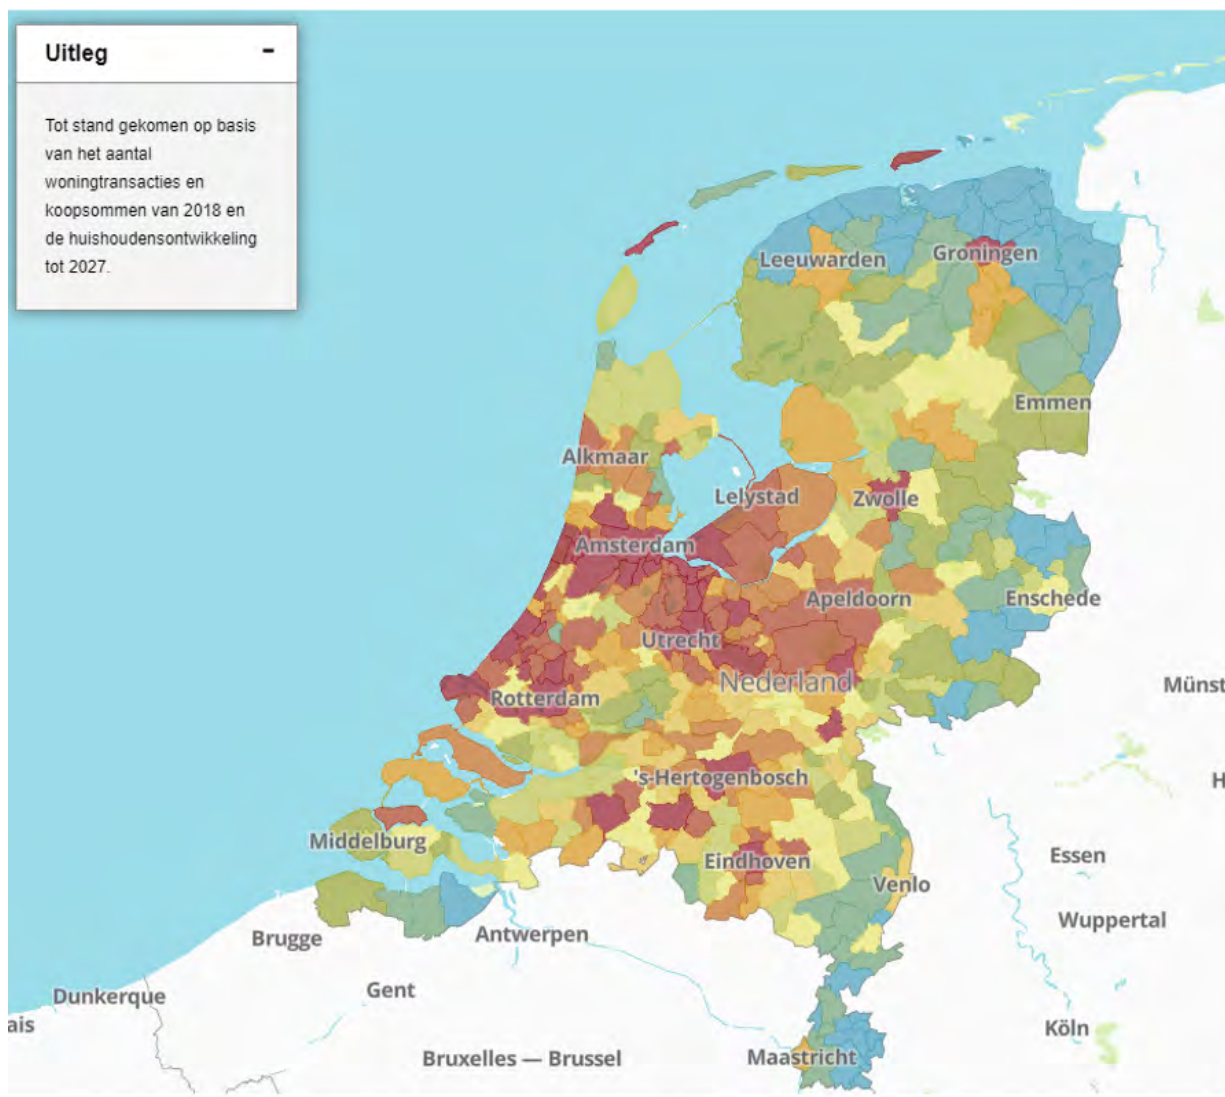 Uitleg -
Tot stand gekomen op basis
van het aantal
woningtransacties en
koopsommen van 2018 en
de huishoudensontwikkeling
tot 2027.
Leeuwarden
Groningen
Emmen
Alkmaar
Lelystad
Zwolle
Amsterdam
Apeldoorn
Enschede
Utrecht
Nederland
Münst
Rotterdam
's-Hertogenbosch
H
Middelburg
Eindhoven
Essen
Venlo
Wuppertal
Brugge
Antwerpen
Dunkerque
Gent
ais
Köln
Bruxelles — Brussel
Maastricht